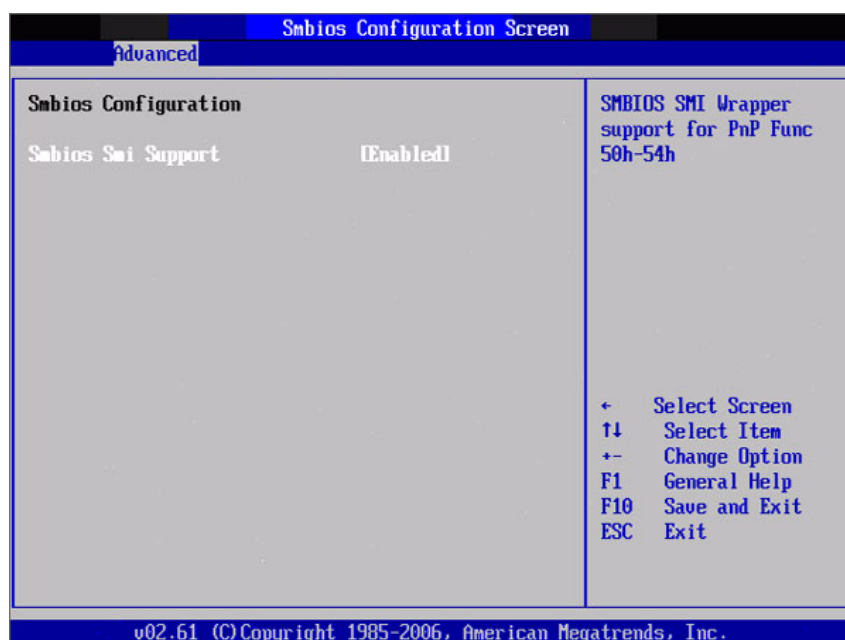 Smbios Configuration Screen
Advanced
Smbios Configuration
Smbios Smi Support [Enabled]
SMBIOS SMI Wrapper
support for PnP Func
50h-54h
← Select Screen
↑↓ Select Item
+- Change Option
F1 General Help
F10 Save and Exit
ESC Exit
v02.61 (C)Copyright 1985-2006, American Megatrends, Inc.